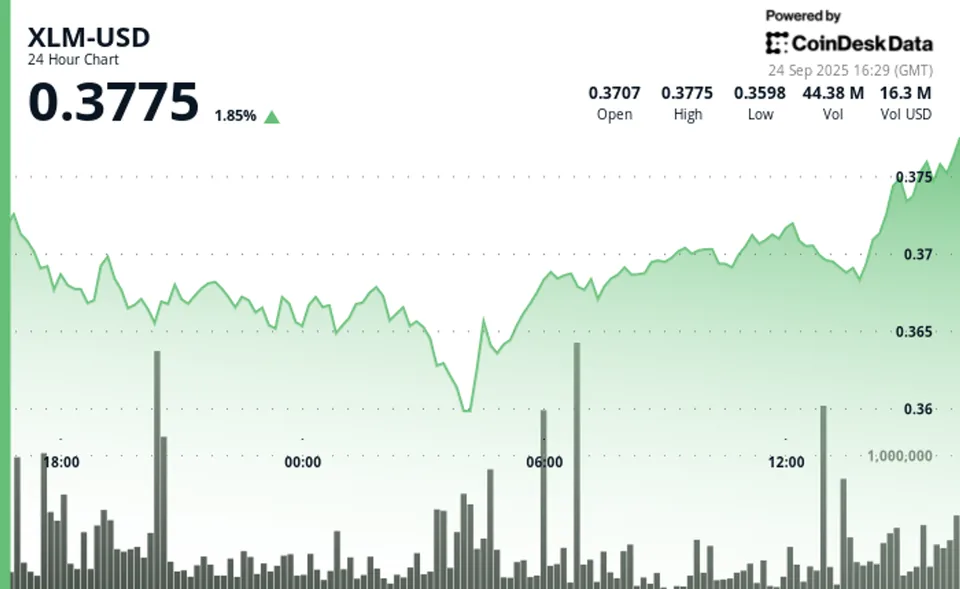 XLM-USD
24 Hour Chart
0.3775 1.85%
Powered by
CoinDesk Data
24 Sep 2025 16:29 (GMT)
0.3707 0.3775 0.3598 44.38 M 16.3 M
Open High Low Vol Vol USD
0.375
0.37
0.365
0.36
1,000,000
18:00 00:00 06:00 12:00